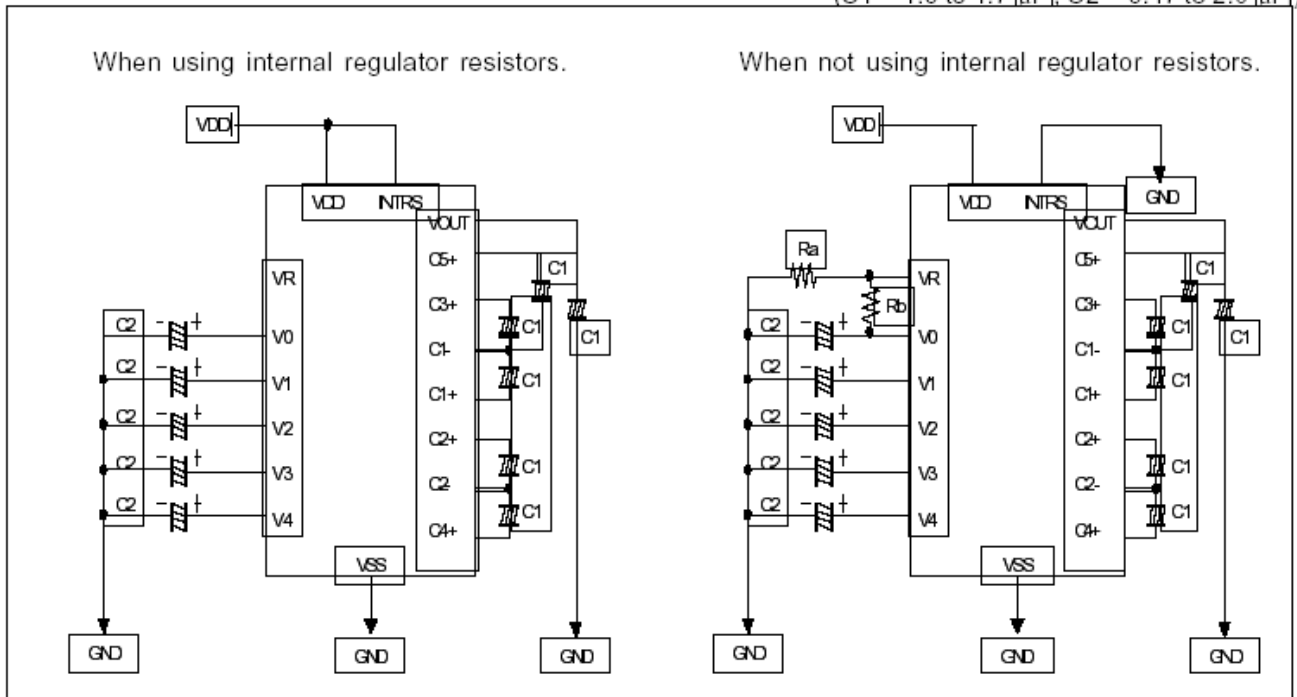 When using internal regulator resistors.
VDD
VDD INTRS
VOUT
C5+
C1
VR
C3+
C2 - +
V0
C1
C1
C1-
C2 - +
V1
C1
C1+
C2 - +
V2
C2+
C2 - +
V3
C1
C2-
C2 - +
V4
C1
C4+
VSS
GND
GND
GND
When not using internal regulator resistors.
VDD
VDD INTRS
GND
VOUT
Ra
C5+
C1
VR
Rb
C3+
C2 - +
V0
C1
C1
C1-
C2 - +
V1
C1
C1+
C2 - +
V2
C2+
C2 - +
V3
C1
C2-
C2 - +
V4
C1
C4+
VSS
GND
GND
GND